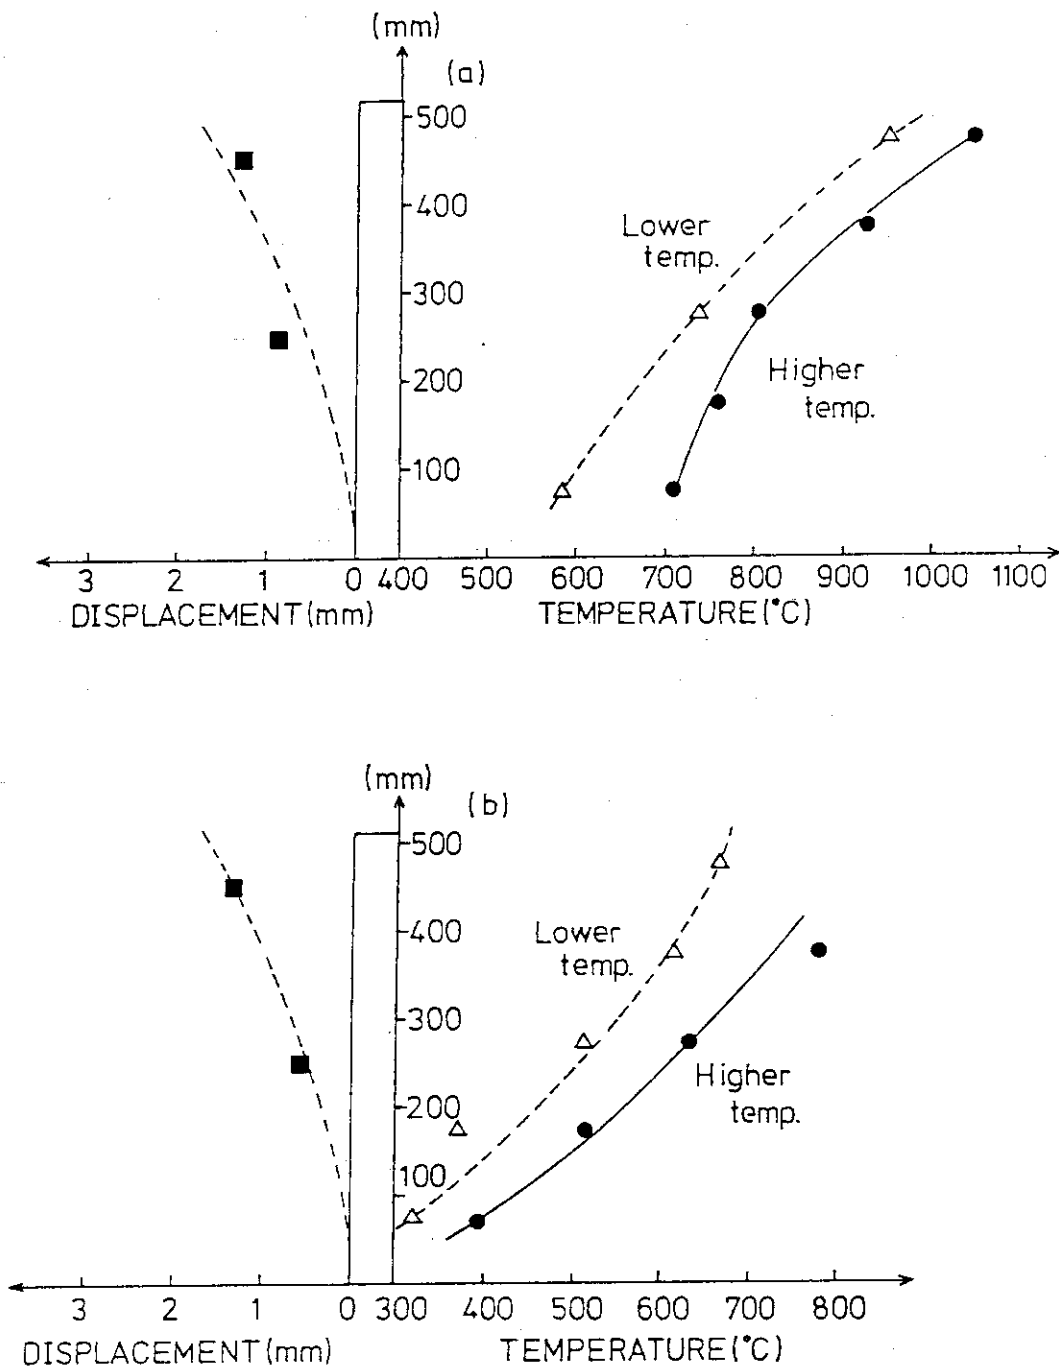 (mm)
(a)
500
400
300
200
100
Lower
temp.
Higher
temp.
3 2 1 0 400 500 600 700 800 900 1000 1100
DISPLACEMENT(mm) TEMPERATURE(°C)
(mm)
(b)
500
400
300
200
100
Lower
temp.
Higher
temp.
3 2 1 0 300 400 500 600 700 800
DISPLACEMENT(mm) TEMPERATURE(°C)